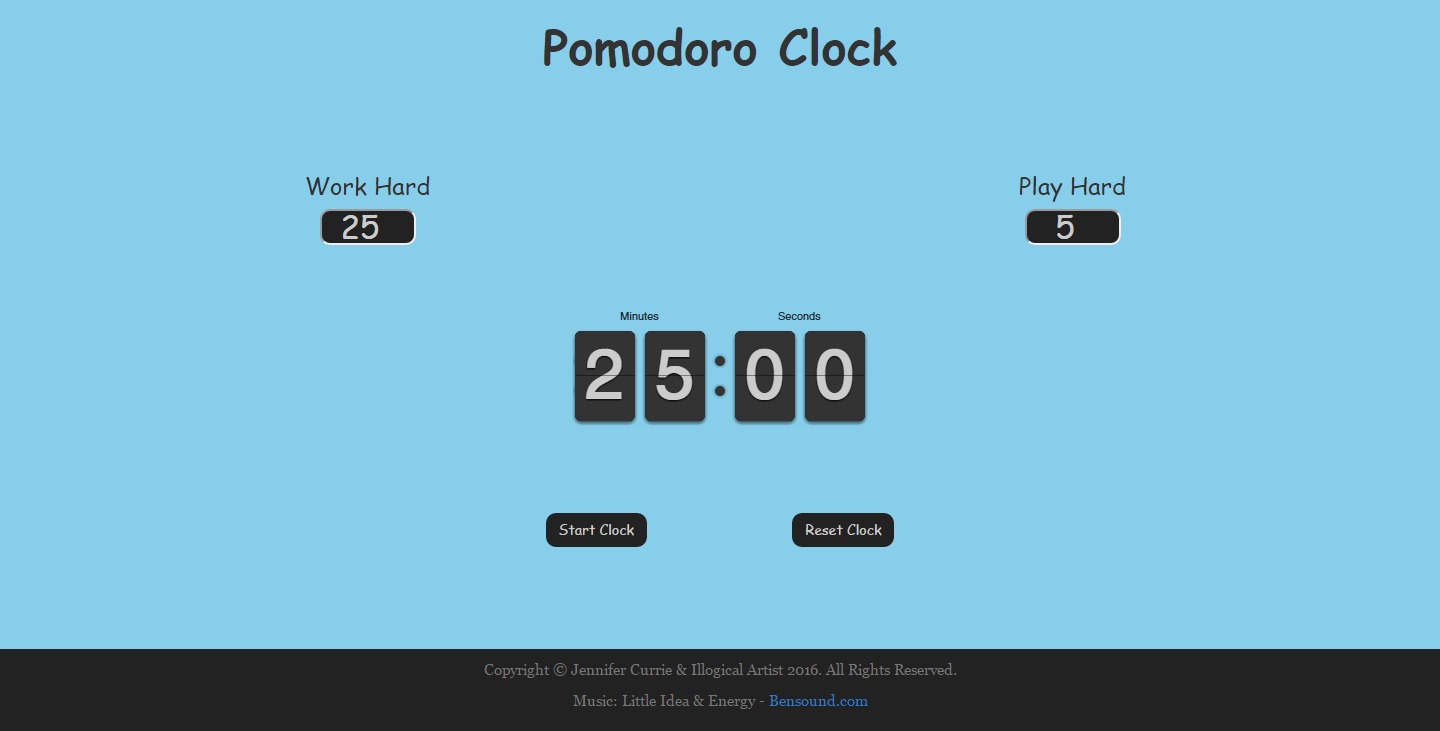 Pomodoro Clock
Work Hard
Play Hard
25
5
Minutes
Seconds
25:00
Start Clock
Reset Clock
Copyright © Jennifer Currie & Illogical Artist 2016. All Rights Reserved.
Music: Little Idea & Energy - Bensound.com